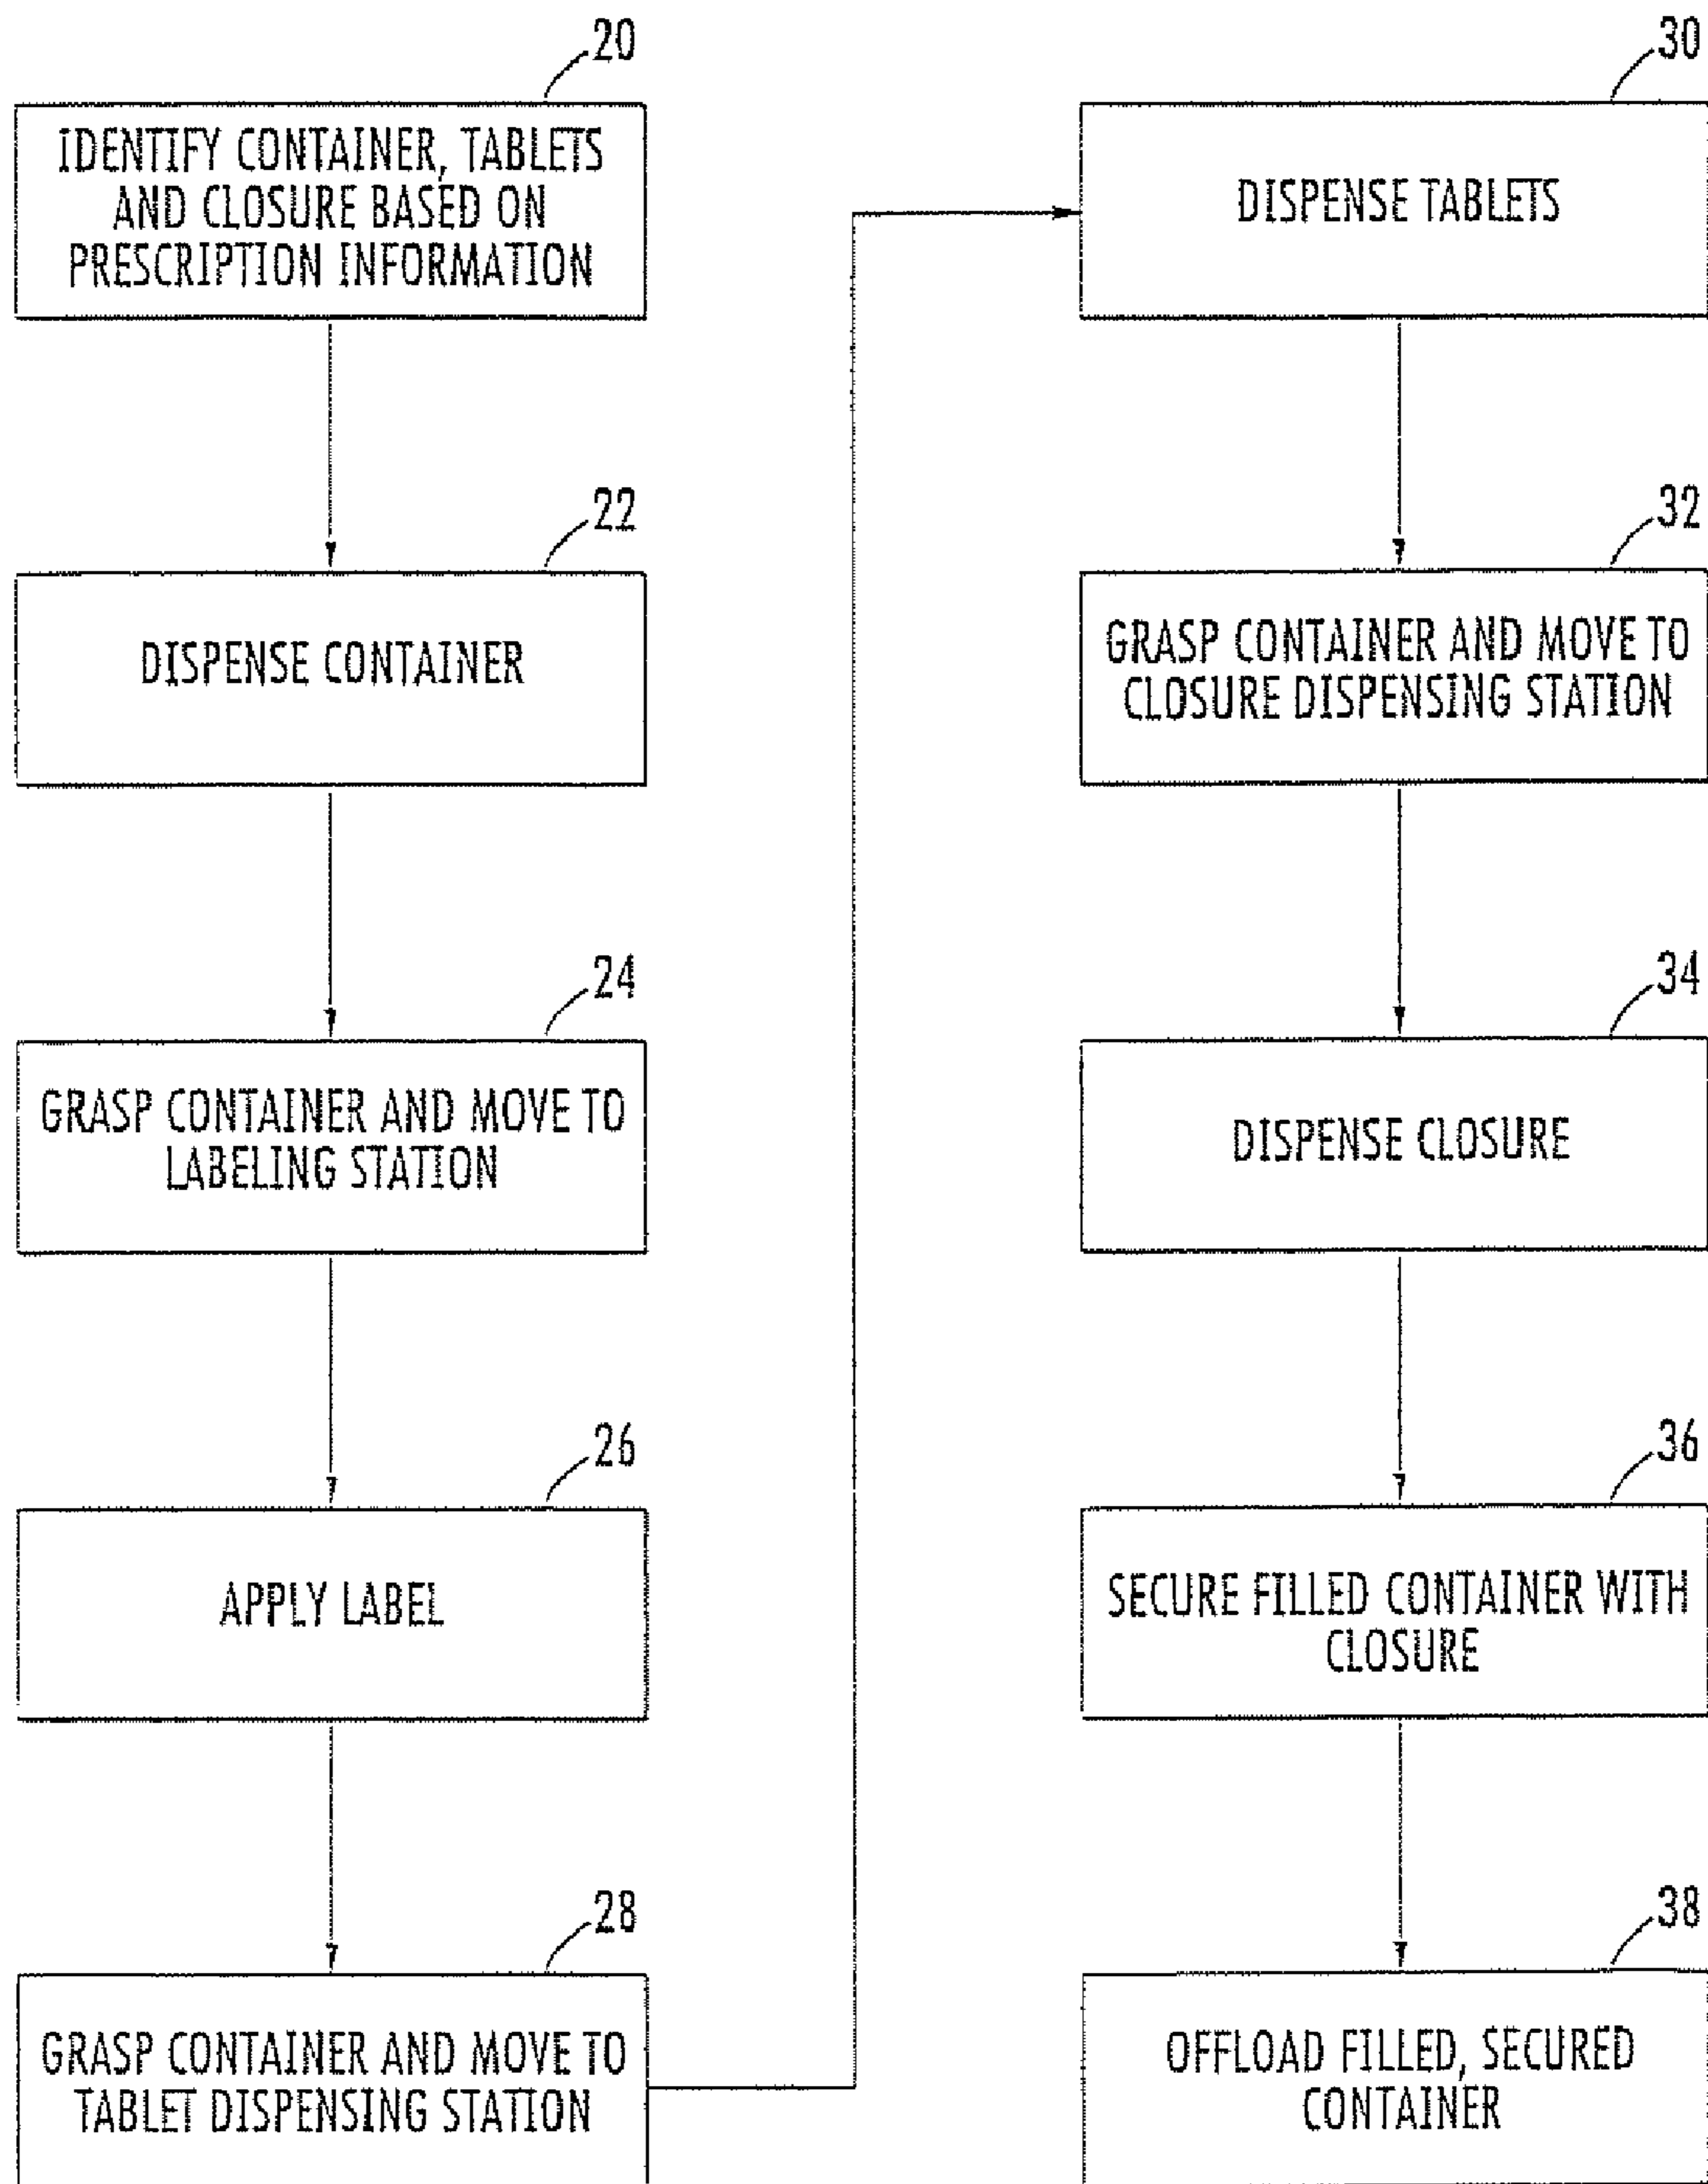 20
IDENTIFY CONTAINER, TABLETS
AND CLOSURE BASED ON
PRESCRIPTION INFORMATION
22
DISPENSE CONTAINER
24
GRASP CONTAINER AND MOVE TO
LABELING STATION
26
APPLY LABEL
28
GRASP CONTAINER AND MOVE TO
TABLET DISPENSING STATION
30
DISPENSE TABLETS
32
GRASP CONTAINER AND MOVE TO
CLOSURE DISPENSING STATION
34
DISPENSE CLOSURE
36
SECURE FILLED CONTAINER WITH
CLOSURE
38
OFFLOAD FILLED, SECURED
CONTAINER